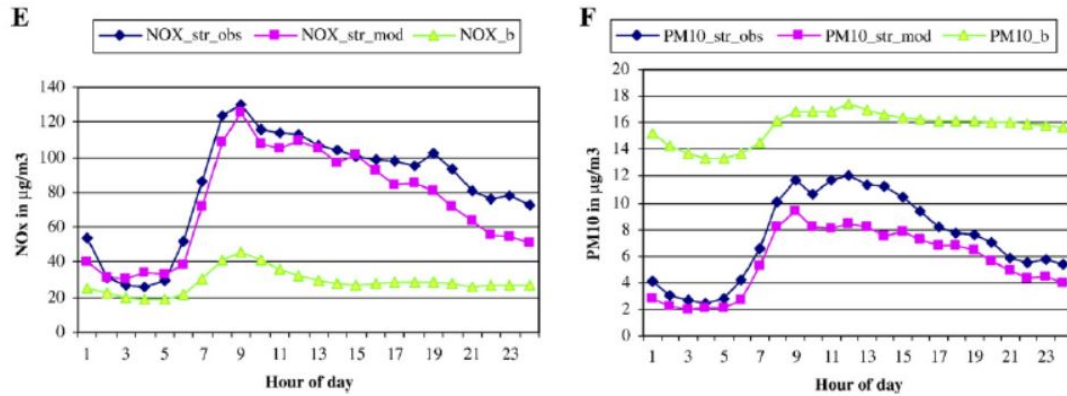 E
NOX_str_obs NOX_str_mod NOX_b
140
120
100
80
60
40
20
0
NOx in µg/m3
1 3 5 7 9 11 13 15 17 19 21 23
Hour of day
F
PM10_str_obs PM10_str_mod PM10_b
20
18
16
14
12
10
8
6
4
2
0
PM10 in µg/m3
1 3 5 7 9 11 13 15 17 19 21 23
Hour of day